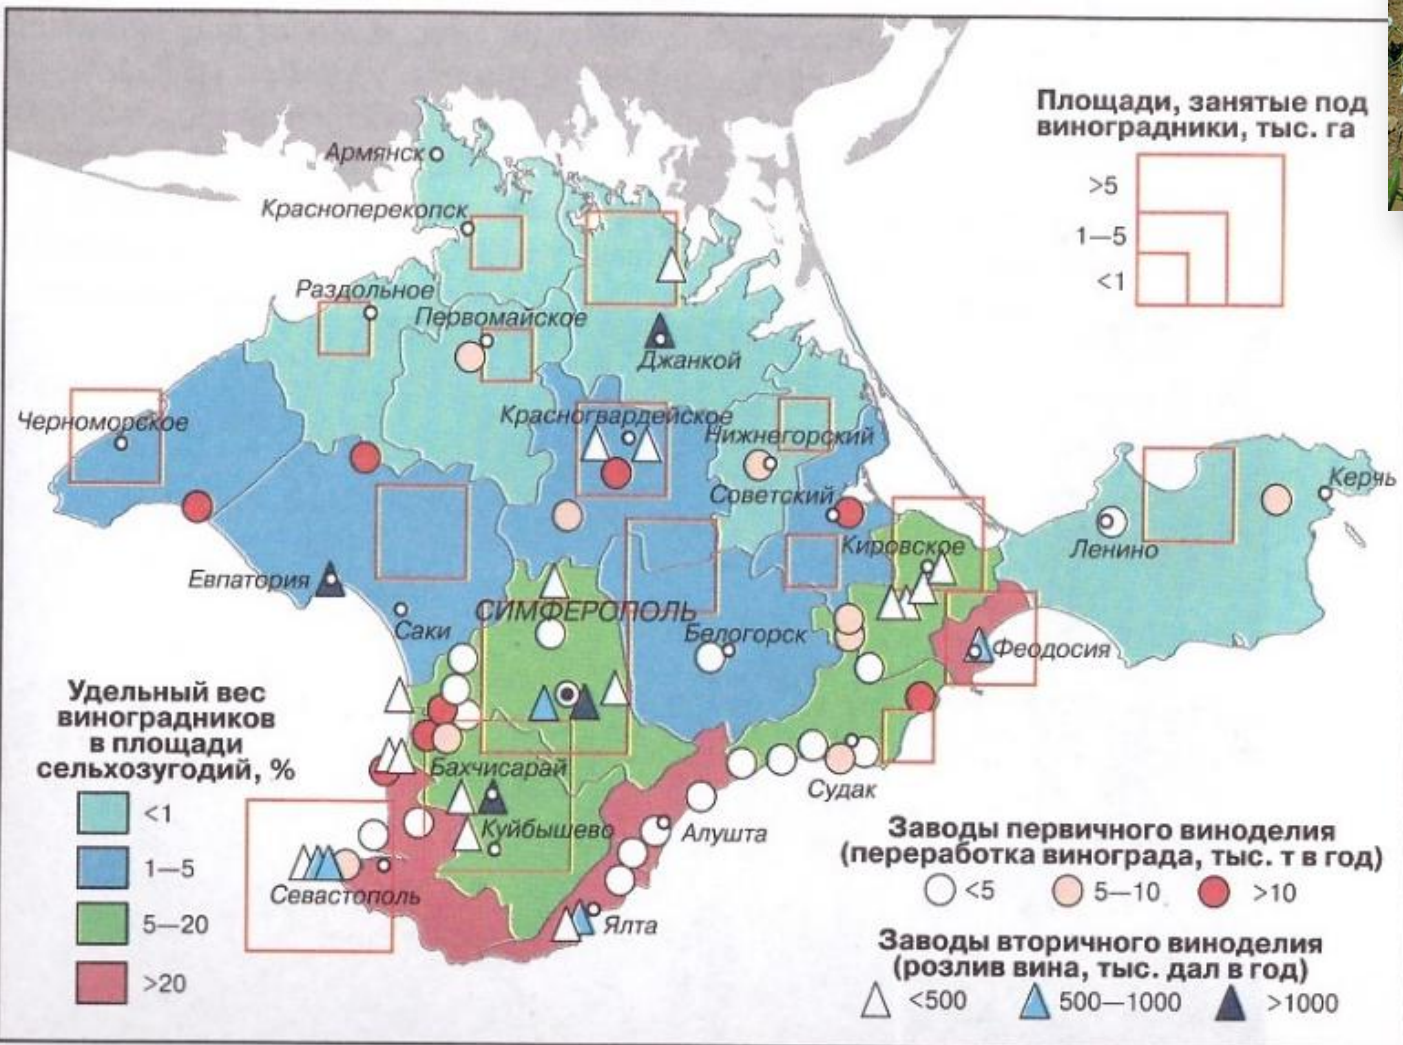 Площади, занятые под
виноградники, тыс. га
>5
1—5
<1
Армянск
Красноперекопск
Раздольное
Первомайское
Джанкой
Черноморское
Красногвардейское
Нижнегорский
Советский
Керчь
Ленино
Кировское
Евпатория
СИМФЕРОПОЛЬ
Саки
Белогорск
Феодосия
Бахчисарай
Судак
Куйбышево
Алушта
Севастополь
Ялта
Удельный вес
виноградников
в площади
сельхозугодий, %
<1
1—5
5—20
>20
Заводы первичного виноделия
(переработка винограда, тыс. т в год)
<5 5—10 >10
Заводы вторичного виноделия
(розлив вина, тыс. дал в год)
<500 500—1000 >1000